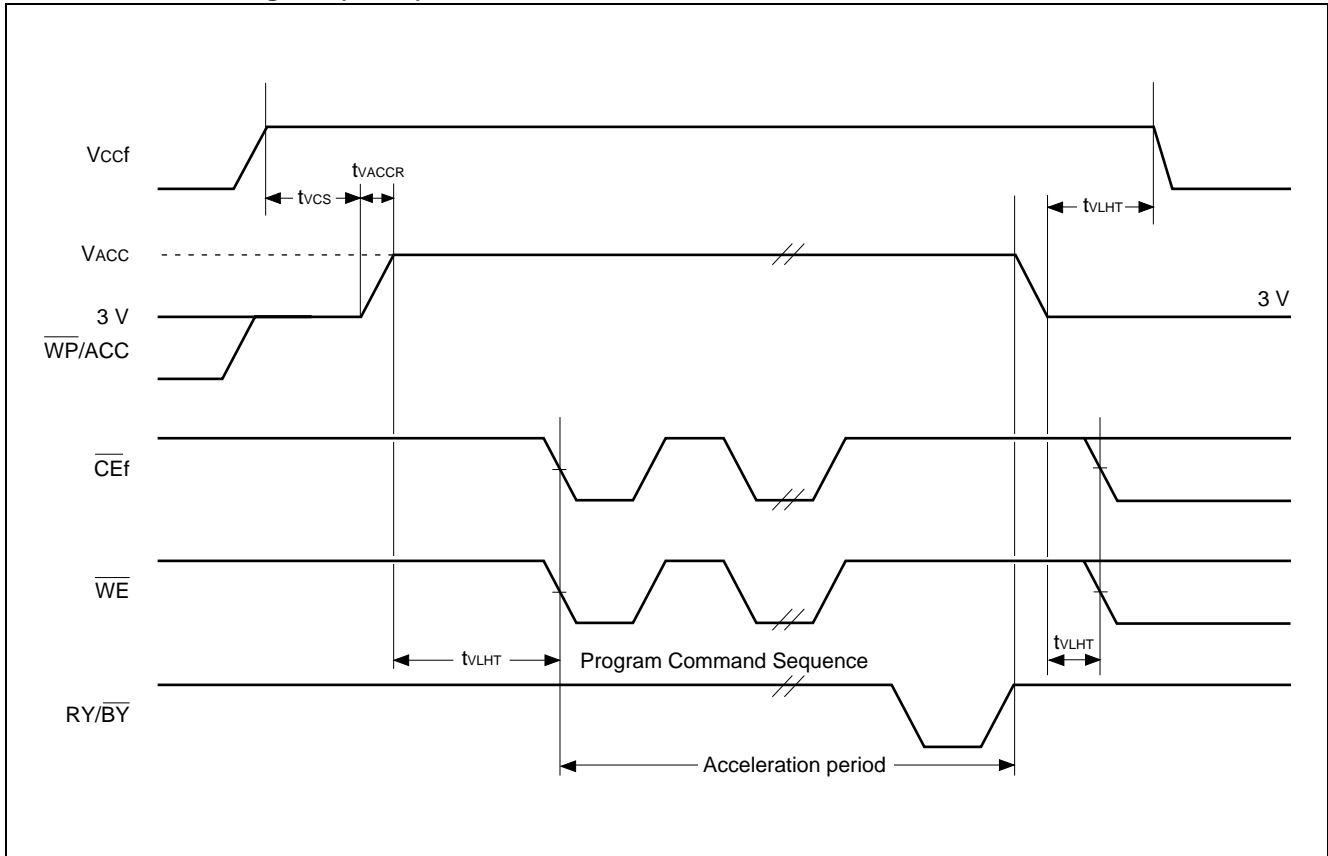 Vccf
tVACCR
tVCS
tVLHT
VACC
3 V
3 V
WP/ACC
CEf
WE
tVLHT
Program Command Sequence
tVLHT
RY/BY
Acceleration period